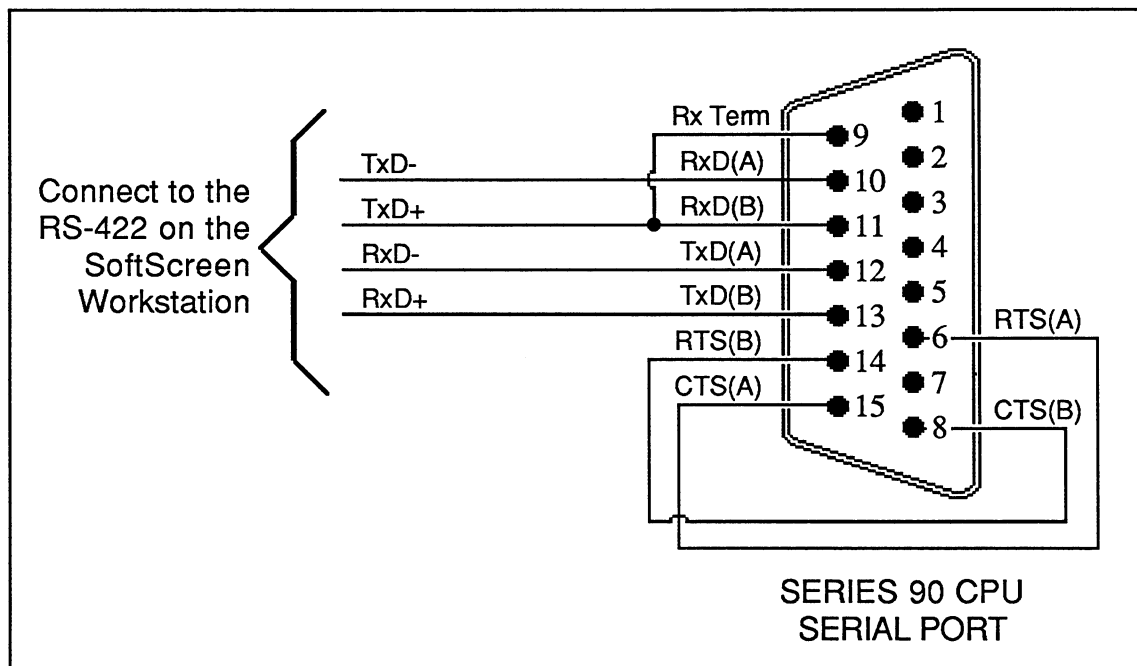 Connect to the
RS-422 on the
SoftScreen
Workstation
TxD-
TxD+
RxD-
RxD+
Rx Term
RxD(A)
RxD(B)
TxD(A)
TxD(B)
RTS(B)
CTS(A)
9
10
11
12
13
14
15
1
2
3
4
5
6
7
8
RTS(A)
CTS(B)
SERIES 90 CPU
SERIAL PORT